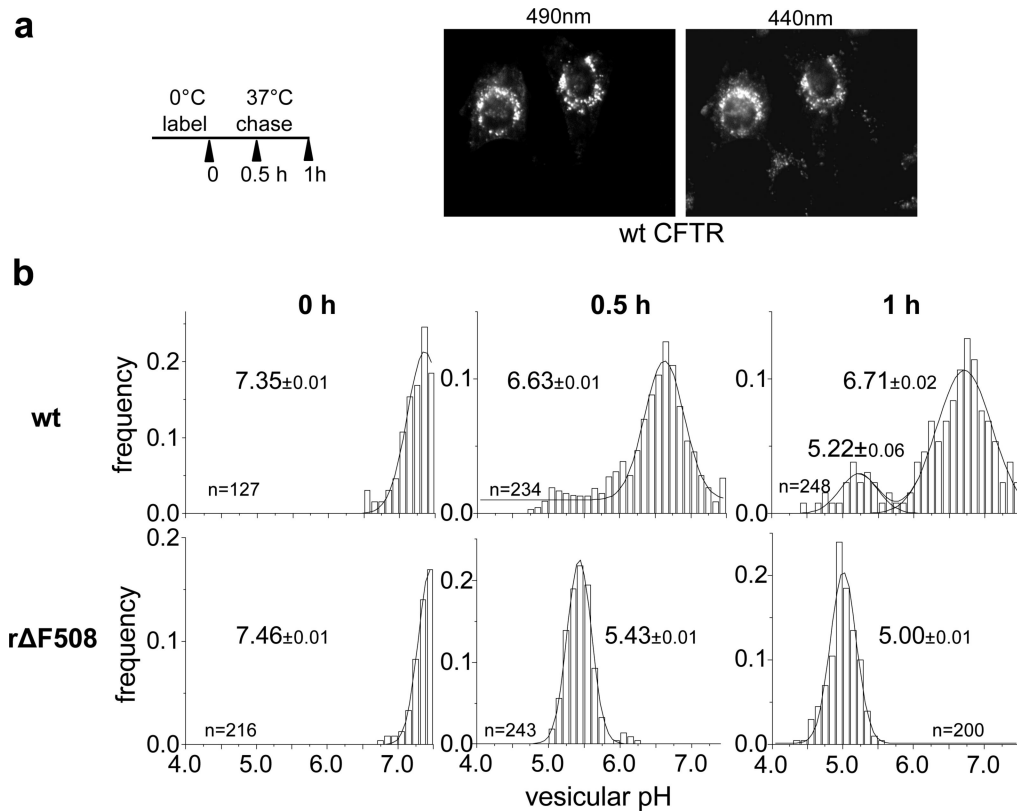 a
490nm
440nm
0°C
37°C
label
chase
0
0.5 h
1h
wt CFTR
b
0 h
0.5 h
1 h
wt
frequency
0.2
0.1
0.0
7.35±0.01
n=127
0.1
0.0
6.63±0.01
n=234
0.1
0.0
6.71±0.02
5.22±0.06
n=248
rΔF508
frequency
0.2
0.1
0.0
7.46±0.01
n=216
0.2
0.1
0.0
5.43±0.01
n=243
0.2
0.1
0.0
5.00±0.01
n=200
4.0 5.0 6.0 7.0
5.0 6.0 7.0
4.0 5.0 6.0 7.0
vesicular pH